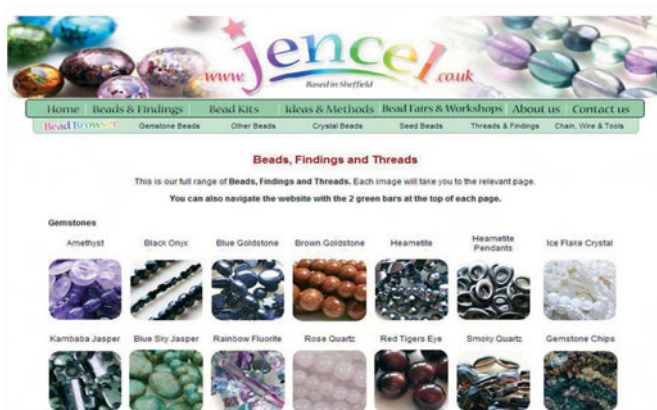 www.jencel.co.uk
Based in Sheffield
Home Beads & Findings Bead Kits Ideas & Methods Bead Fairs & Workshops About us Contact us
Bead Browser Gemstone Beads Other Beads Crystal Beads Seed Beads Threads & Findings Chain, Wire & Tools
Beads, Findings and Threads
This is our full range of Beads, Findings and Threads. Each image will take you to the relevant page.
You can also navigate the website with the 2 green bars at the top of each page.
Gemstones
Amethyst Black Onyx Blue Goldstone Brown Goldstone Heametite Heametite Pendants Ice Flake Crystal
Kambaba Jasper Blue Sky Jasper Rainbow Fluorite Rose Quartz Red Tigers Eye Smoky Quartz Gemstone Chips